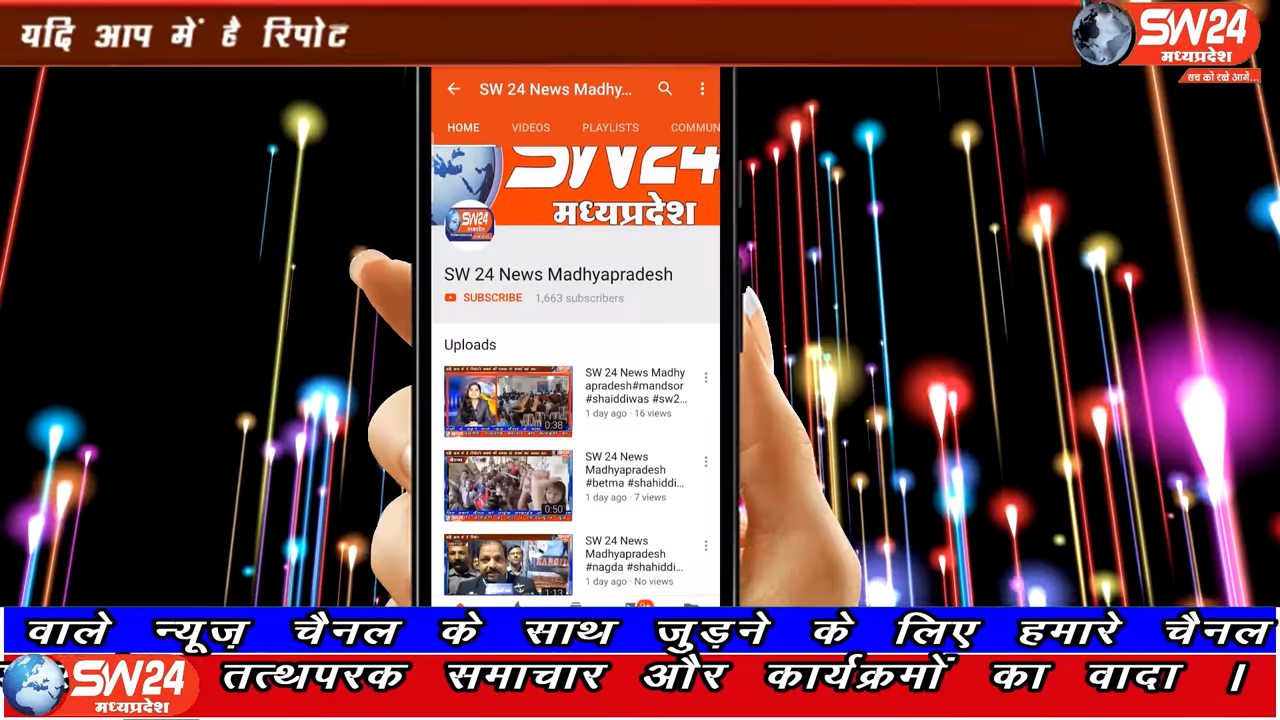 यदि आप में है रिपोट
SW24
मध्यप्रदेश
सच को रखे आगे...
SW 24 News Madhy...
HOME VIDEOS PLAYLISTS COMMUN
SW24
मध्यप्रदेश
SW24
SW 24 News Madhyapradesh
SUBSCRIBE 1,663 subscribers
Uploads
SW 24 News Madhy
apradesh#mandsor
#shaiddiwas #sw2...
1 day ago · 16 views
0:38
SW 24 News
Madhyapradesh
#betma #shahiddi...
1 day ago · 7 views
0:50
SW 24 News
Madhyapradesh
#nagda #shahiddi...
1 day ago · No views
1:13
वाले न्यूज़ चैनल के साथ जुड़ने के लिए हमारे चैनल
तत्थपरक समाचार और कार्यक्रमों का वादा ।
SW24
मध्यप्रदेश